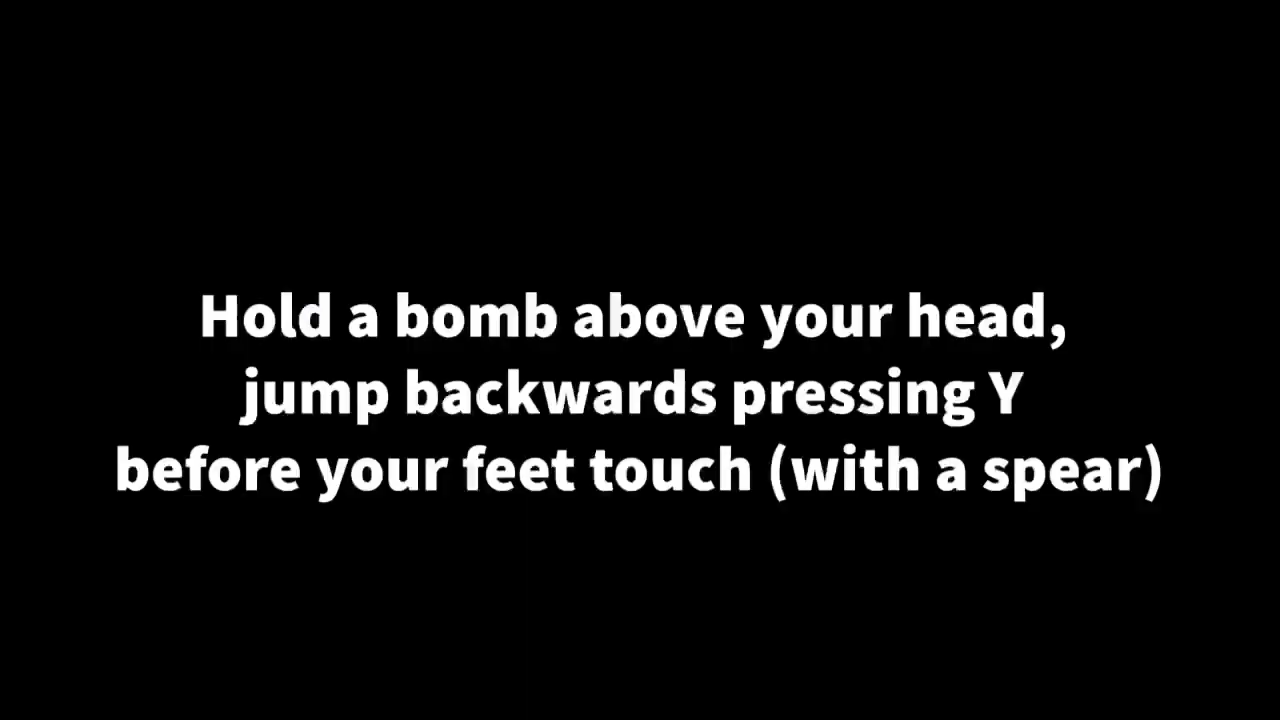 Hold a bomb above your head,
jump backwards pressing Y
before your feet touch (with a spear)